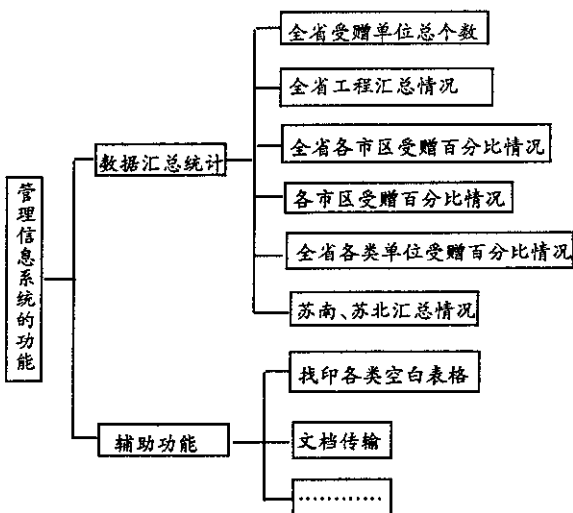 管理信息系统的功能
数据汇总统计
全省受赠单位总个数
全省工程汇总情况
全省各市区受赠百分比情况
各市区受赠百分比情况
全省各类单位受赠百分比情况
苏南、苏北汇总情况
辅助功能
找印各类空白表格
文档传输
…………